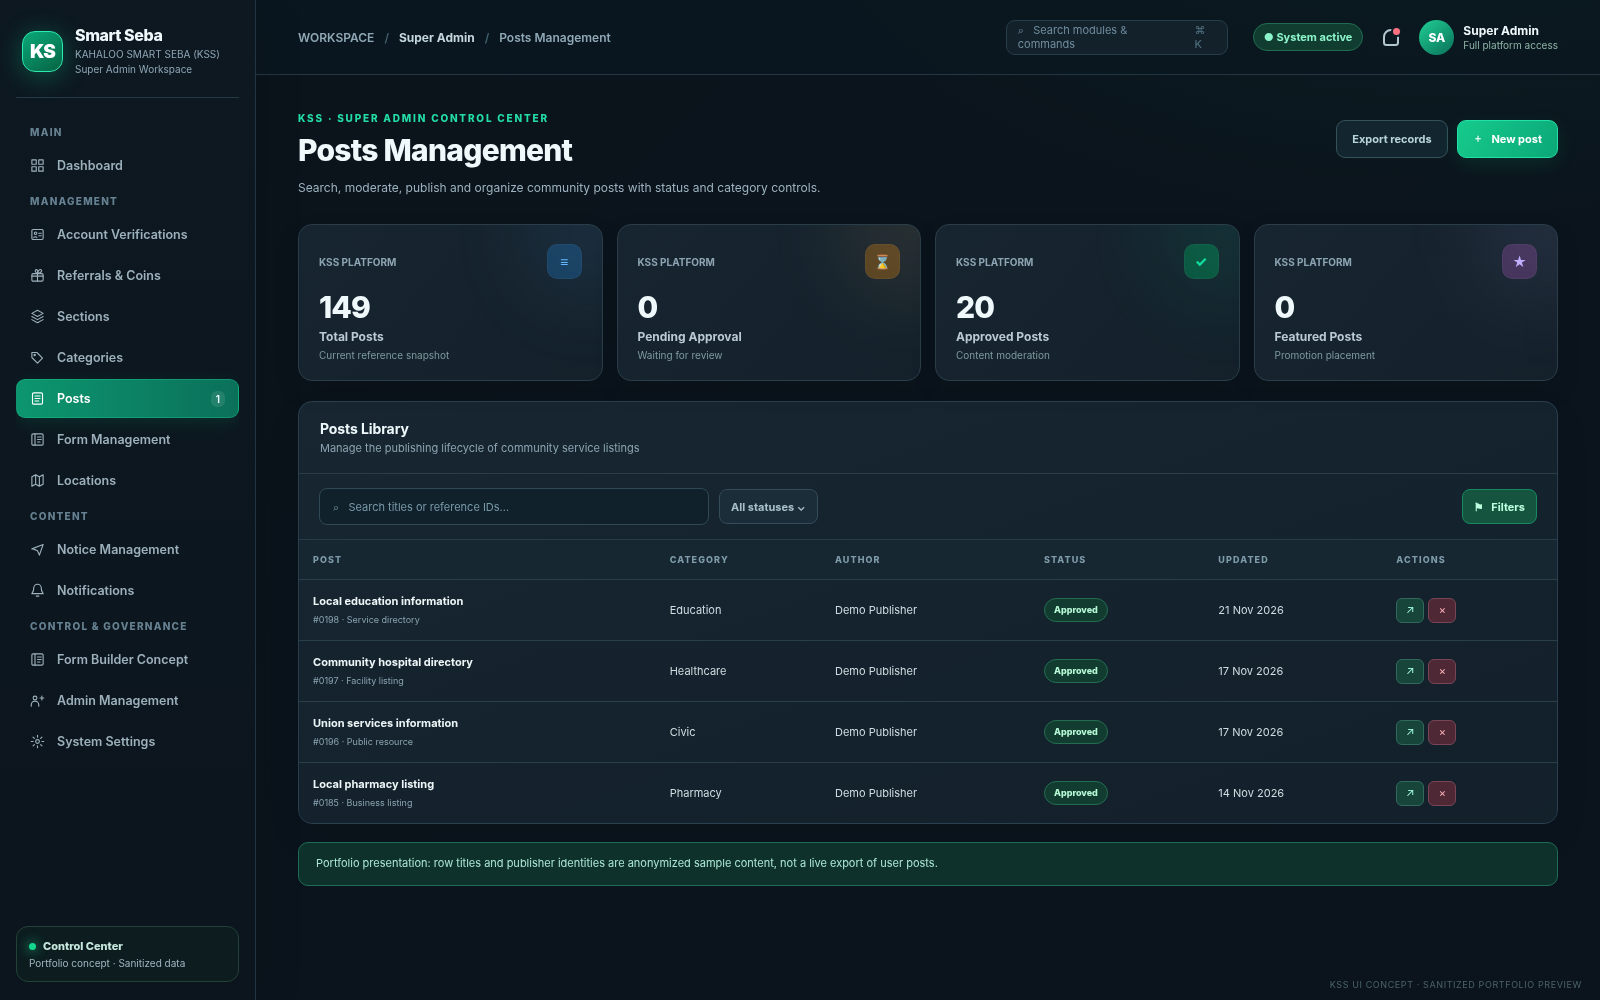 KS
Smart Seba
KAHALOO SMART SEBA (KSS)
Super Admin Workspace
MAIN
Dashboard
MANAGEMENT
Account Verifications
Referrals & Coins
Sections
Categories
Posts 1
Form Management
Locations
CONTENT
Notice Management
Notifications
CONTROL & GOVERNANCE
Form Builder Concept
Admin Management
System Settings
Control Center
Portfolio concept · Sanitized data
WORKSPACE / Super Admin / Posts Management
Search modules & commands ⌘ K
System active
SA
Super Admin
Full platform access
KSS · SUPER ADMIN CONTROL CENTER
Posts Management
Search, moderate, publish and organize community posts with status and category controls.
Export records
+ New post
KSS PLATFORM
149
Total Posts
Current reference snapshot
KSS PLATFORM
0
Pending Approval
Waiting for review
KSS PLATFORM
20
Approved Posts
Content moderation
KSS PLATFORM
0
Featured Posts
Promotion placement
Posts Library
Manage the publishing lifecycle of community service listings
Search titles or reference IDs...
All statuses
Filters
POST CATEGORY AUTHOR STATUS UPDATED ACTIONS
Local education information
#0198 · Service directory
Education Demo Publisher Approved 21 Nov 2026
Community hospital directory
#0197 · Facility listing
Healthcare Demo Publisher Approved 17 Nov 2026
Union services information
#0196 · Public resource
Civic Demo Publisher Approved 17 Nov 2026
Local pharmacy listing
#0185 · Business listing
Pharmacy Demo Publisher Approved 14 Nov 2026
Portfolio presentation: row titles and publisher identities are anonymized sample content, not a live export of user posts.
KSS UI CONCEPT · SANITIZED PORTFOLIO PREVIEW